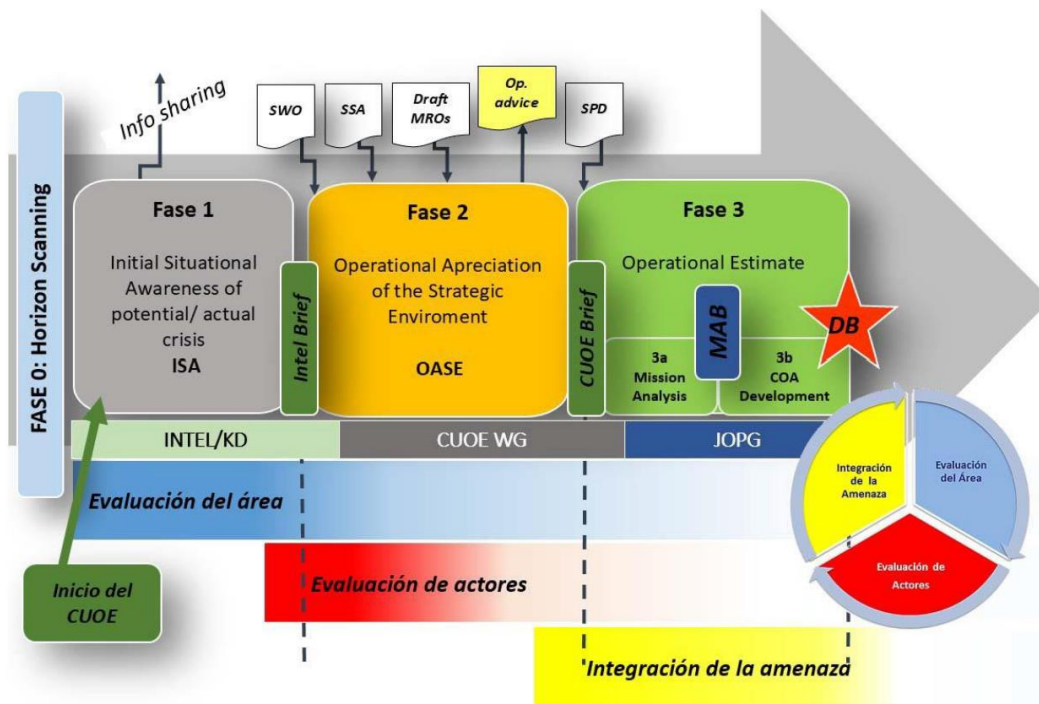 FASE 0: Horizon Scanning
Info sharing
SWO
SSA
Draft
MROs
Op.
advice
SPD
Fase 1
Initial Situational
Awareness of
potential/ actual
crisis
ISA
Intel Brief
Fase 2
Operational Apreciation
of the Strategic
Enviroment
OASE
CUOE Brief
Fase 3
Operational Estimate
MAB
3a
Mission
Analysis
3b
COA
Development
DB
INTEL/KD
CUOE WG
JOPG
Evaluación del área
Evaluación de actores
Integración de la amenaza
Inicio del
CUOE
Integración
de la
Amenaza
Evaluación
del Área
Evaluación de
Actores